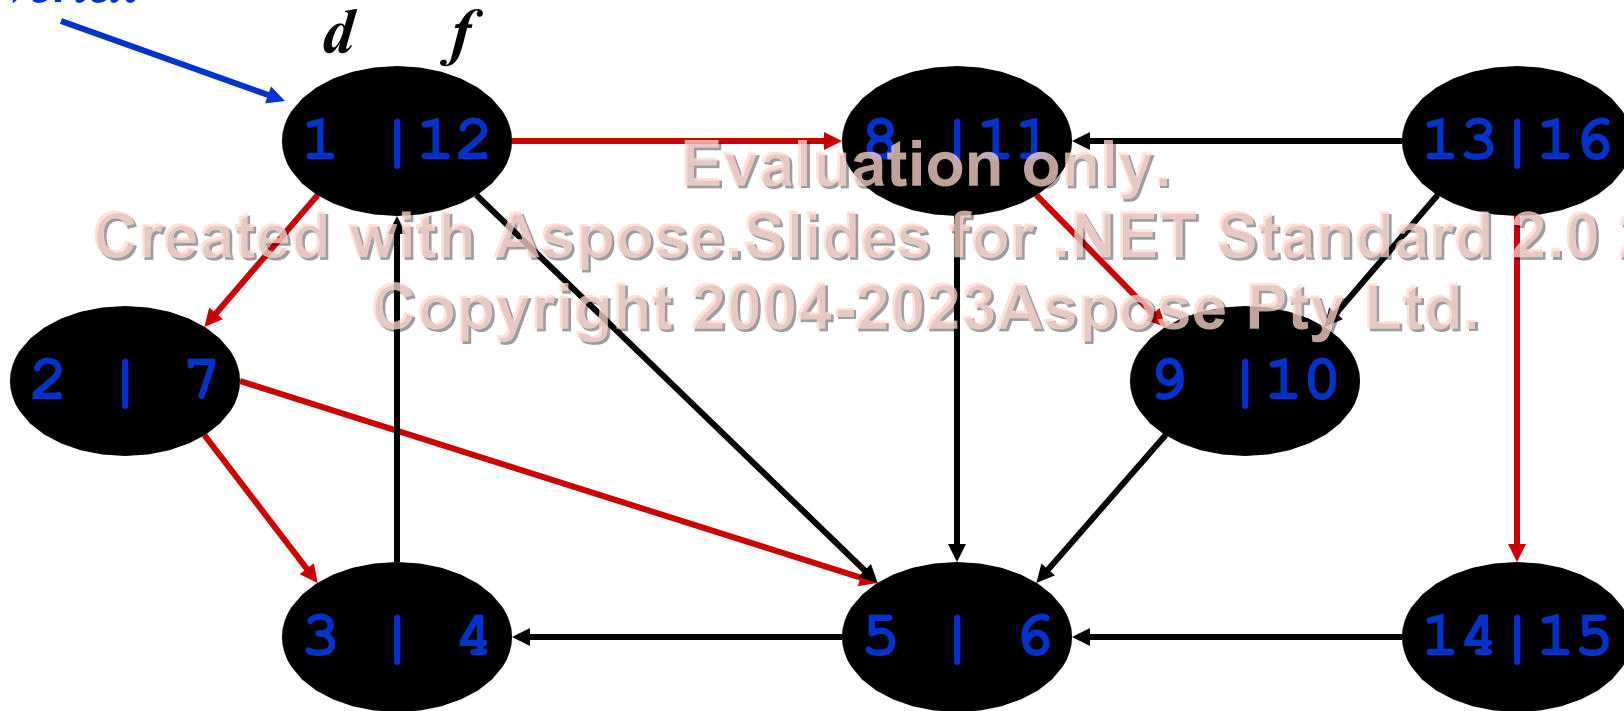 d f
1 |12 8 |11 13|16
Evaluation only.
Created with Aspose.Slides for .NET Standard 2.0
Copyright 2004-2023Aspose Pty Ltd.
2 | 7 9 |10
3 | 4 5 | 6 14|15